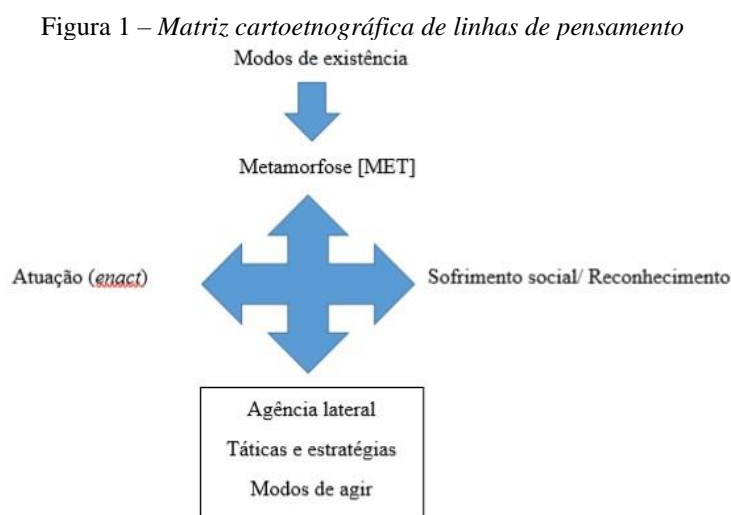 Figura 1 – Matriz cartoetnográfica de linhas de pensamento
Modos de existência
Metamorfose [MET]
Atuação (enact)
Sofrimento social/ Reconhecimento
Agência lateral
Táticas e estratégias
Modos de agir